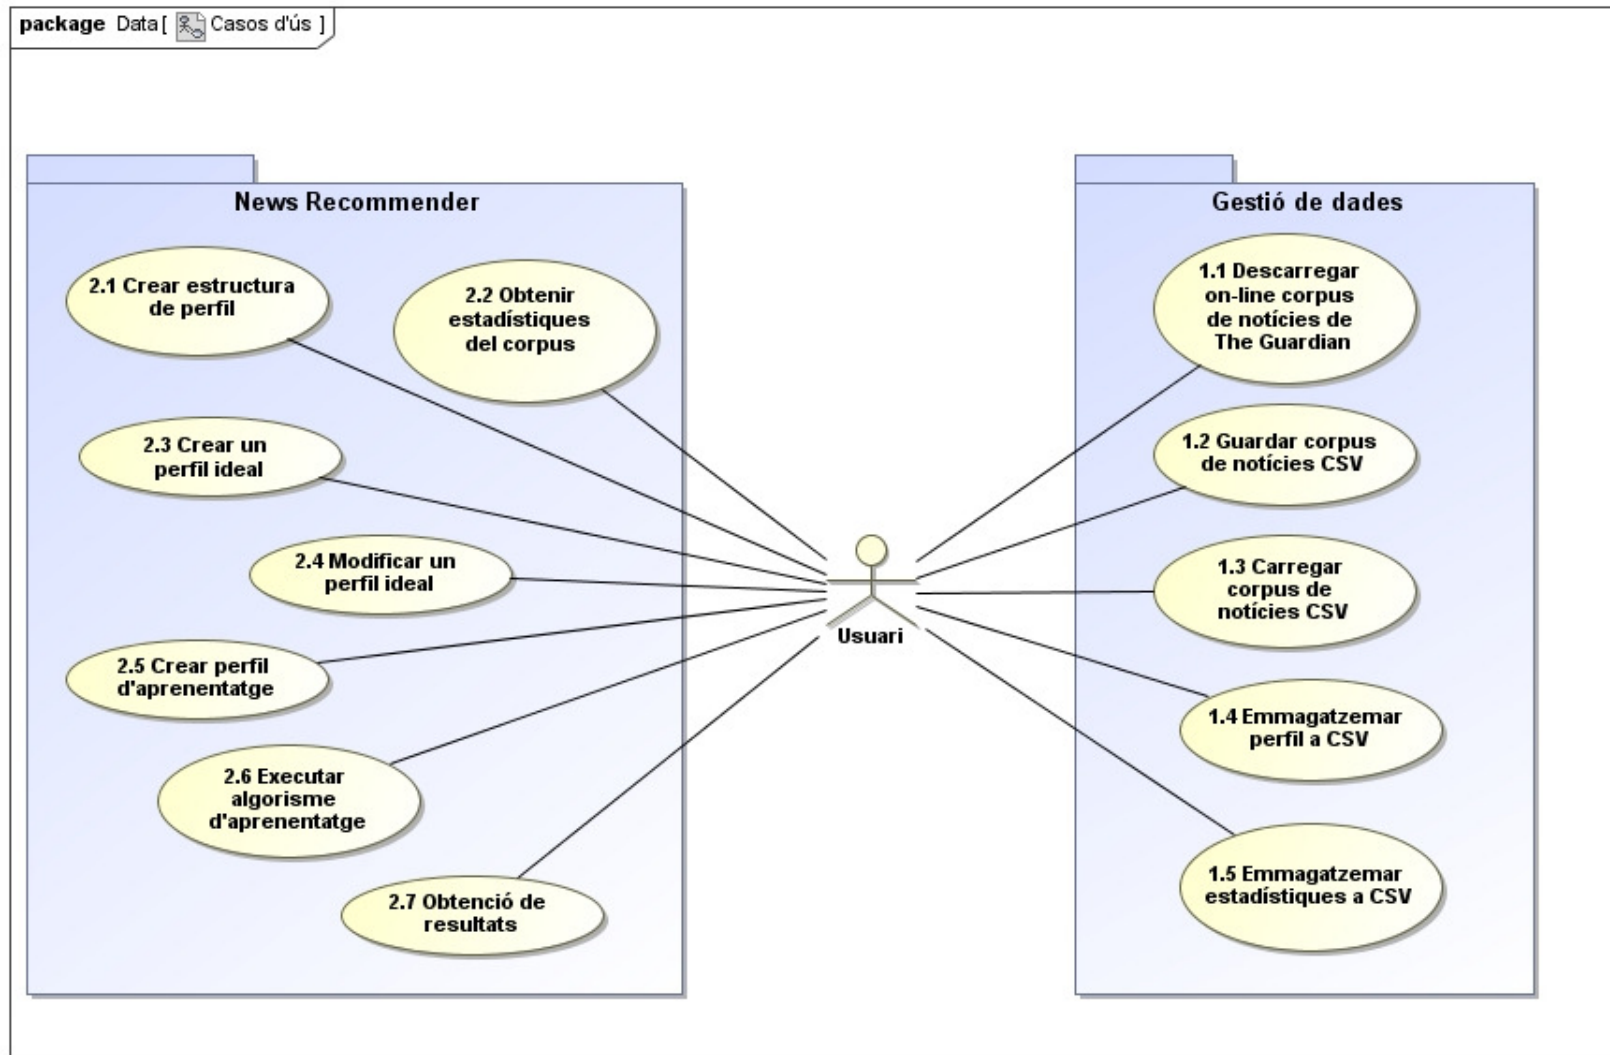 package Data [ Casos d'ús ]
News Recommender
2.1 Crear estructura
de perfil
2.2 Obtenir
estadístiques
del corpus
2.3 Crear un
perfil ideal
2.4 Modificar un
perfil ideal
2.5 Crear perfil
d'aprenentatge
2.6 Executar
algorisme
d'aprenentatge
2.7 Obtenció de
resultats
Usuari
Gestió de dades
1.1 Descarregar
on-line corpus
de notícies de
The Guardian
1.2 Guardar corpus
de notícies CSV
1.3 Carregar
corpus de
notícies CSV
1.4 Emmagatzemar
perfil a CSV
1.5 Emmagatzemar
estadístiques a CSV